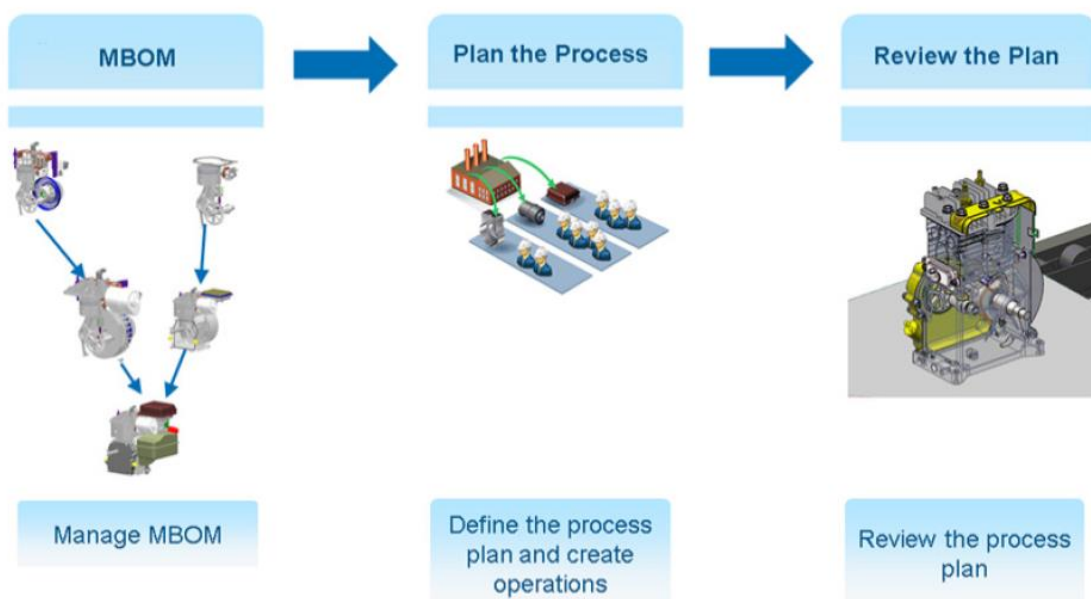 MBOM
Plan the Process
Review the Plan
Manage MBOM
Define the process
plan and create
operations
Review the process
plan